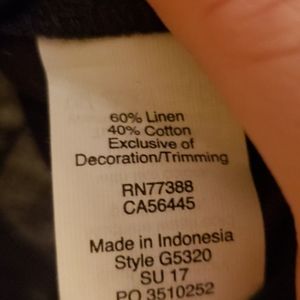 60% Linen
40% Cotton
Exclusive of
Decoration/Trimming
RN77388
CA56445
Made in Indonesia
Style G5320
SU 17
PO 3510252